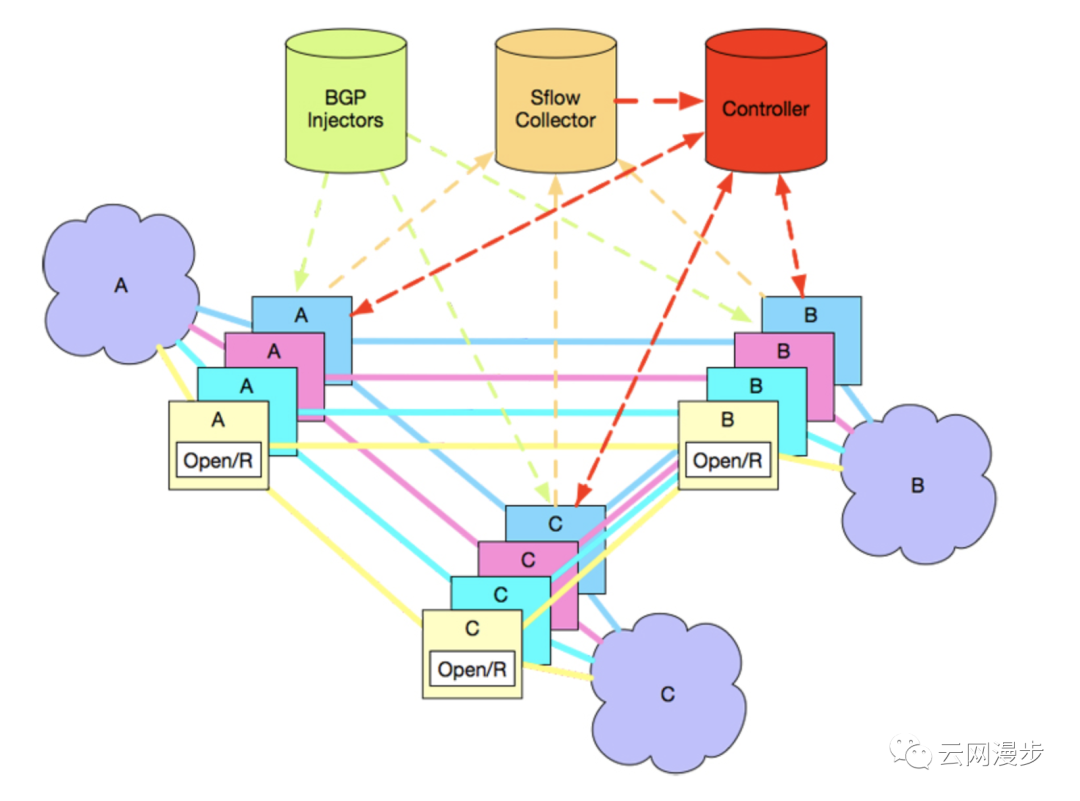 BGP
Injectors
Sflow
Collector
Controller
A
A
B
A
B
A
B
A
B
Open/R
Open/R
B
C
C
C
C
Open/R
C
云网漫步